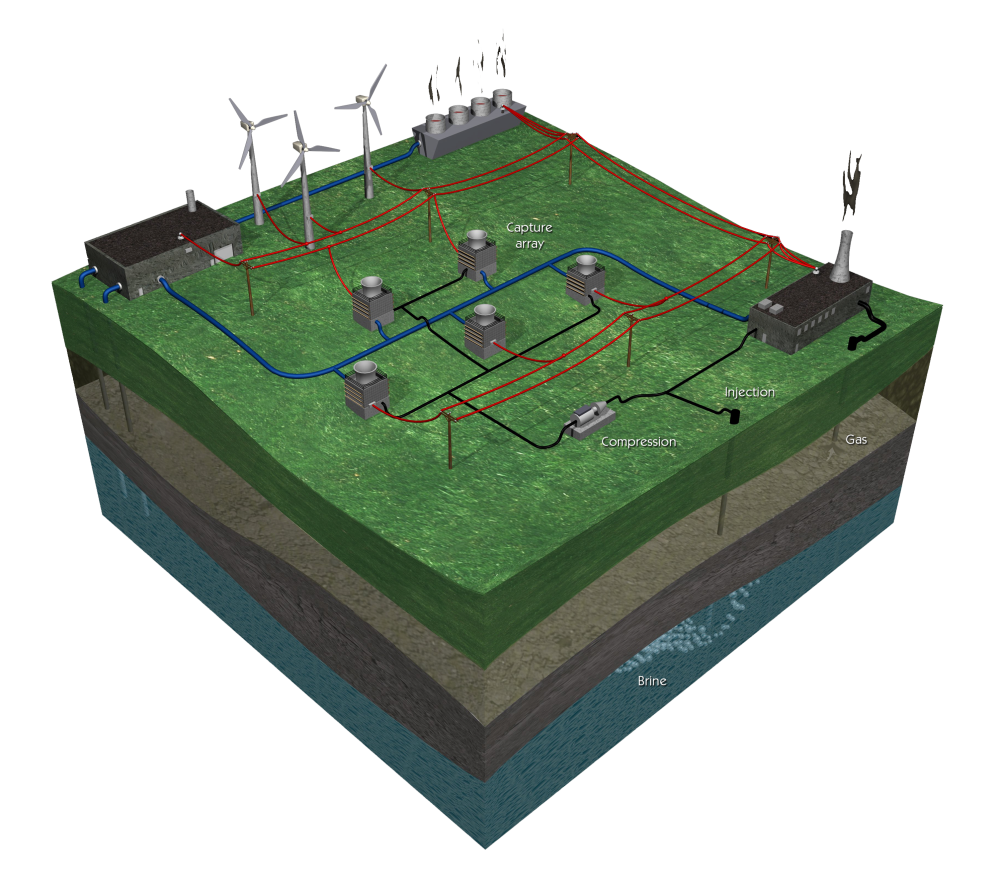 Capture
array
Injection
Compression
Gas
Brine